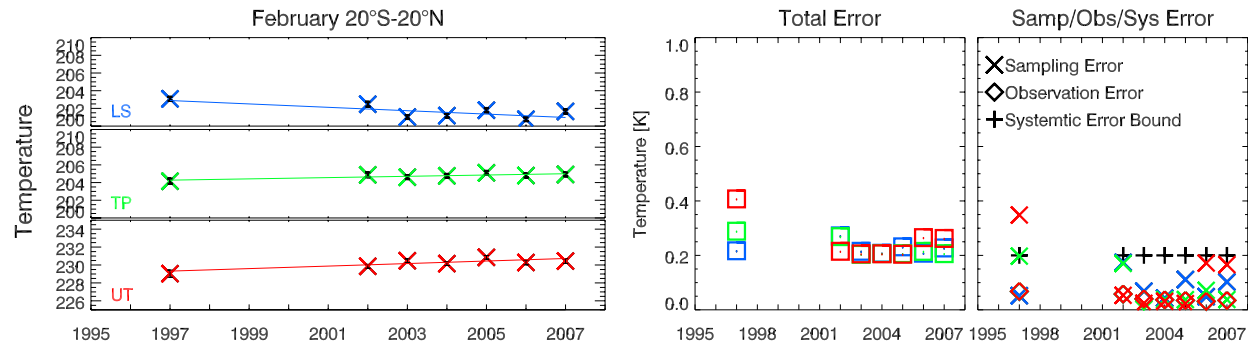 February 20°S-20°N
Total Error
Samp/Obs/Sys Error
Temperature
210
208
206
204
202
200
LS
210
208
206
204
202
200
TP
234
232
230
228
226
UT
1995 1997 1999 2001 2003 2005 2007
Temperature [K]
1.0
0.8
0.6
0.4
0.2
0.0
1995 1998 2001 2004 2007
Sampling Error
Observation Error
Systemtic Error Bound
1995 1998 2001 2004 2007